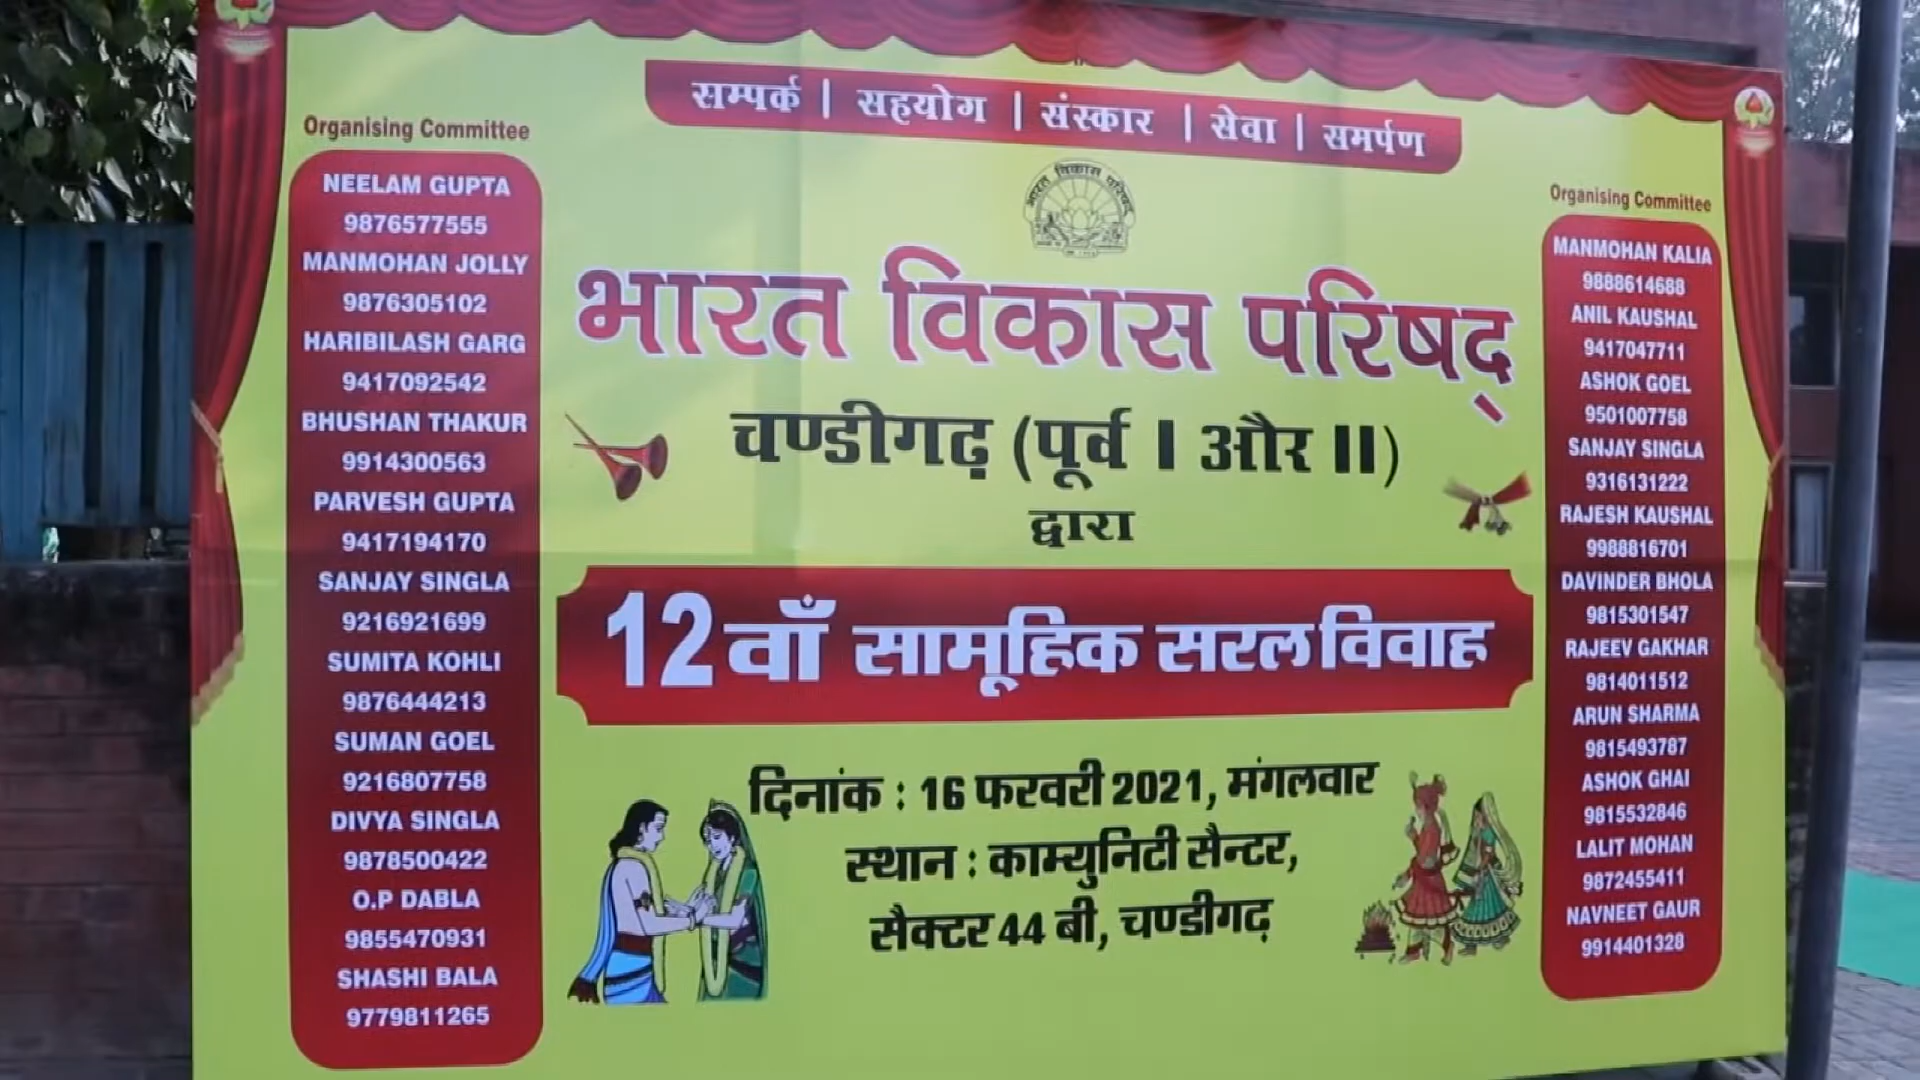 सम्पर्क | सहयोग | संस्कार | सेवा | समर्पण
भारत विकास परिषद
भारत विकास परिषद्
चण्डीगढ़ (पूर्व I और II)
द्वारा
12वाँ सामूहिक सरल विवाह
दिनांक : 16 फरवरी 2021, मंगलवार
स्थान : काम्युनिटी सैन्टर,
सैक्टर 44 बी, चण्डीगढ़
Organising Committee
NEELAM GUPTA
9876577555
MANMOHAN JOLLY
9876305102
HARIBILASH GARG
9417092542
BHUSHAN THAKUR
9914300563
PARVESH GUPTA
9417194170
SANJAY SINGLA
9216921699
SUMITA KOHLI
9876444213
SUMAN GOEL
9216807758
DIVYA SINGLA
9878500422
O.P DABLA
9855470931
SHASHI BALA
9779811265
Organising Committee
MANMOHAN KALIA
9888614688
ANIL KAUSHAL
9417047711
ASHOK GOEL
9501007758
SANJAY SINGLA
9316131222
RAJESH KAUSHAL
9988816701
DAVINDER BHOLA
9815301547
RAJEEV GAKHAR
9814011512
ARUN SHARMA
9815493787
ASHOK GHAI
9815532846
LALIT MOHAN
9872455411
NAVNEET GAUR
9914401328